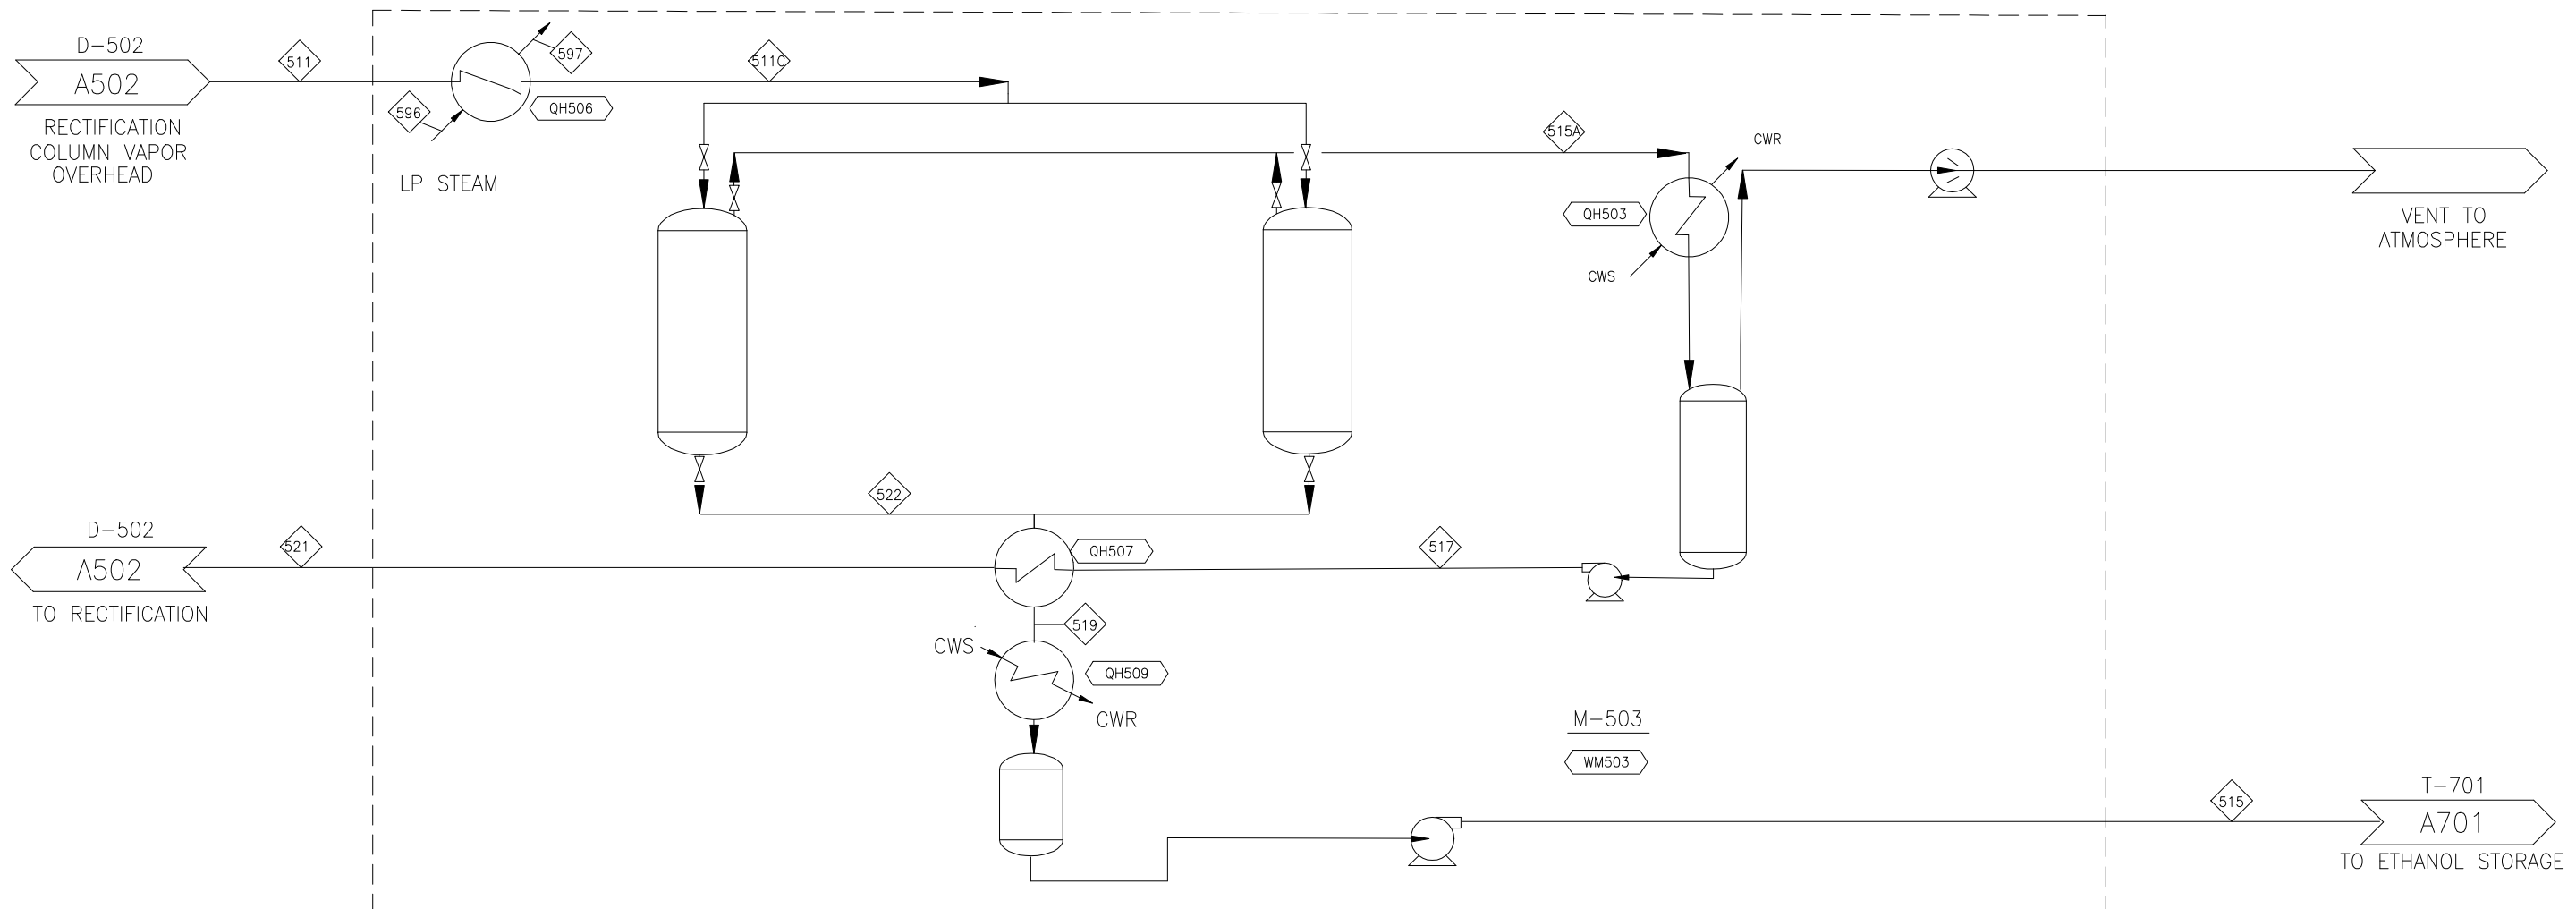 D-502
A502
RECTIFICATION
COLUMN VAPOR
OVERHEAD
511
597
596
QH506
LP STEAM
511C
515A
CWR
QH503
CWS
VENT TO
ATMOSPHERE
522
D-502
A502
TO RECTIFICATION
521
QH507
517
519
CWS
QH509
CWR
M-503
WM503
515
T-701
A701
TO ETHANOL STORAGE